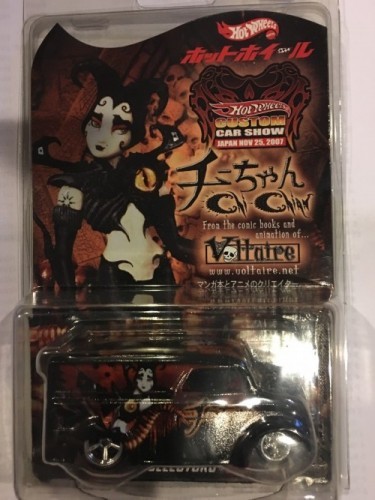 Hot Wheels
ホットホイール
Hot Wheels
CUSTOM
CAR SHOW
JAPAN NOV 25, 2007
チーちゃん
CHI-CHIAN
From the comic books and
animation of...
Voltaire
www.voltaire.net
マンガ本とアニメのクリエイター